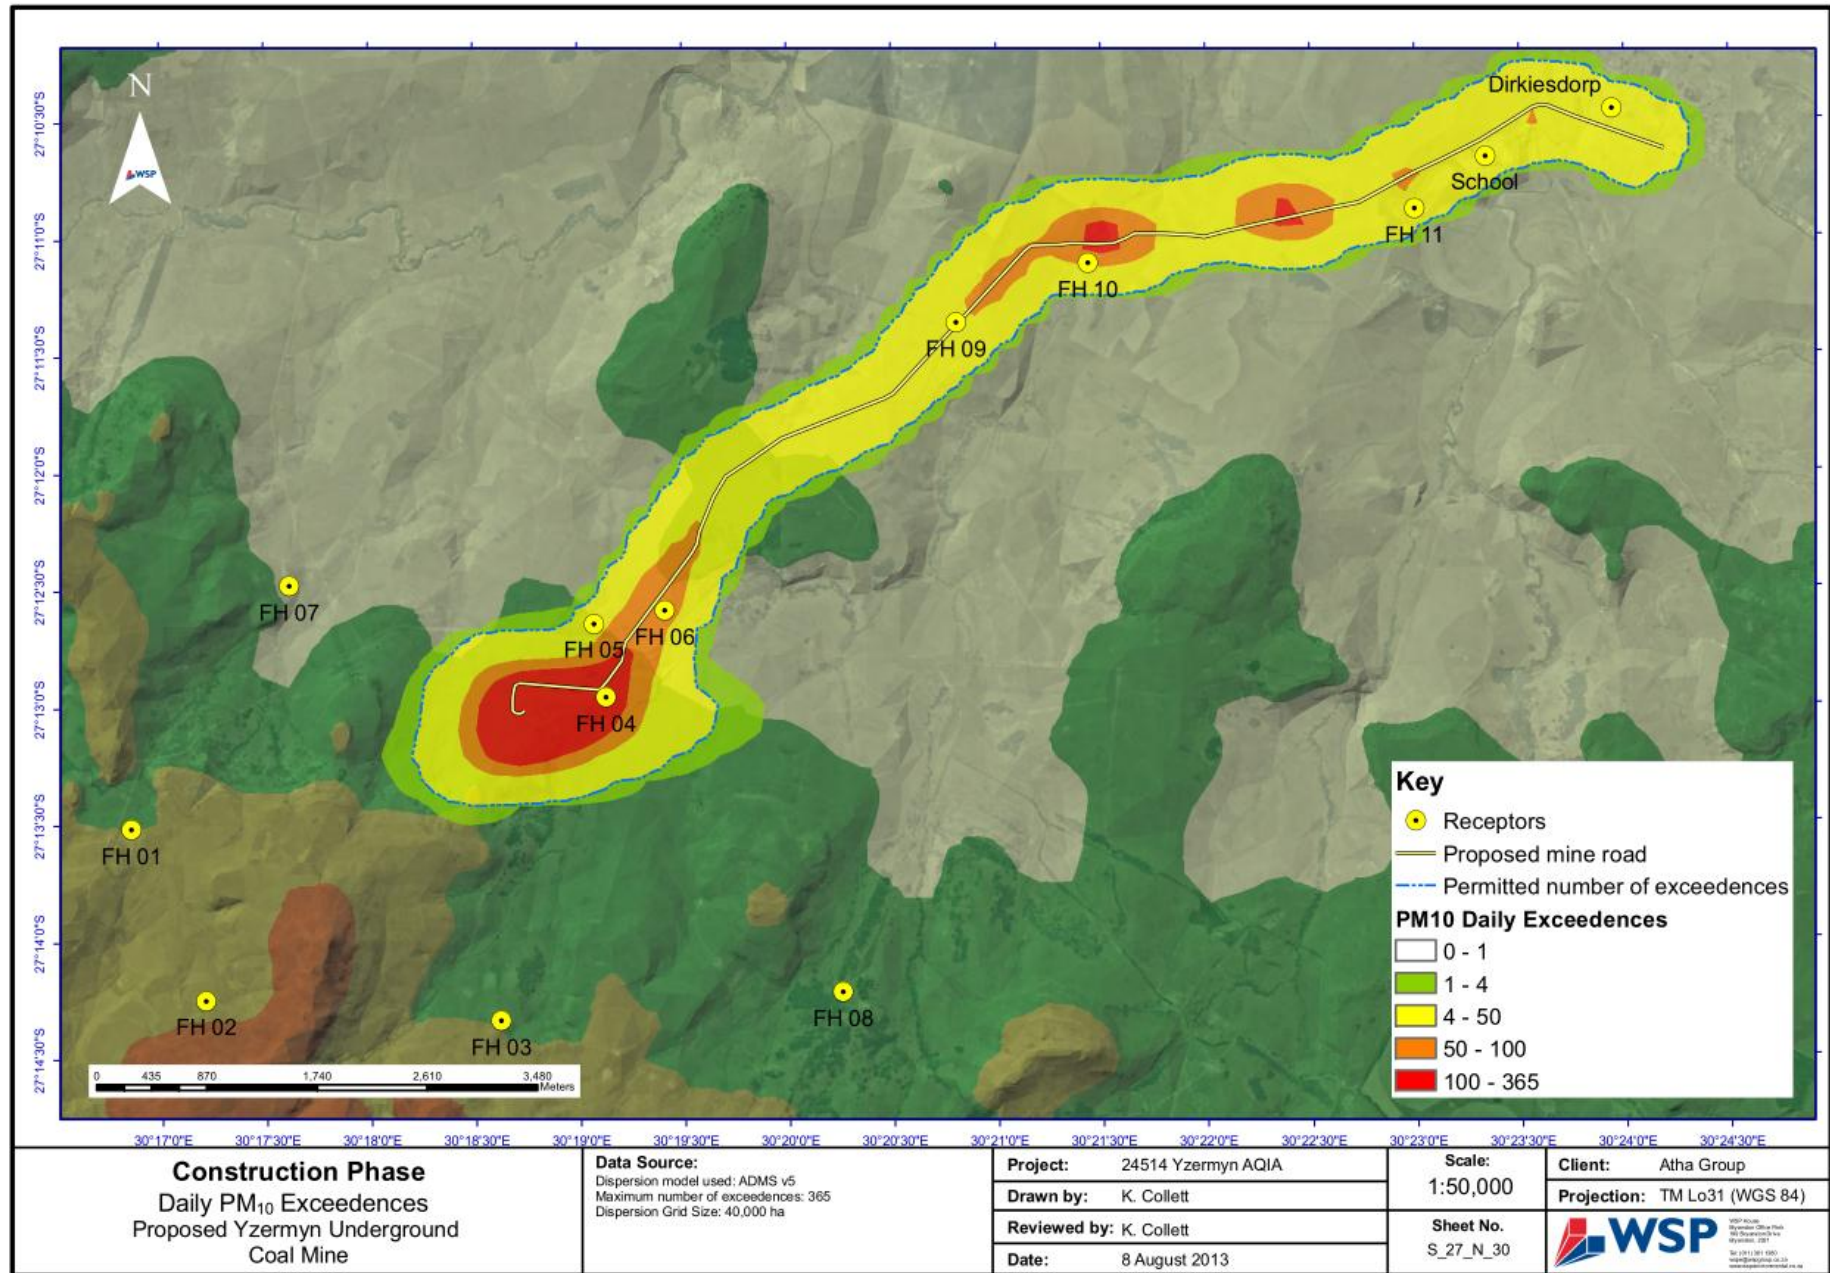 N
WSP
Dirkiesdorp
School
FH 11
FH 10
FH 09
FH 07
FH 05
FH 06
FH 04
FH 01
FH 02
FH 03
FH 08
27°10'30"S
27°11'0"S
27°11'30"S
27°12'0"S
27°12'30"S
27°13'0"S
27°13'30"S
27°14'0"S
27°14'30"S
0 435 870 1,740 2,610 3,480
Meters
30°17'0"E 30°17'30"E 30°18'0"E 30°18'30"E 30°19'0"E 30°19'30"E 30°20'0"E 30°20'30"E 30°21'0"E 30°21'30"E 30°22'0"E 30°22'30"E 30°23'0"E 30°23'30"E 30°24'0"E 30°24'30"E
Key
Receptors
Proposed mine road
Permitted number of exceedences
PM10 Daily Exceedences
0 - 1
1 - 4
4 - 50
50 - 100
100 - 365
Construction Phase
Daily PM₁₀ Exceedences
Proposed Yzermyn Underground
Coal Mine
Data Source:
Dispersion model used: ADMS v5
Maximum number of exceedences: 365
Dispersion Grid Size: 40,000 ha
Project: 24514 Yzermyn AQIA
Drawn by: K. Collett
Reviewed by: K. Collett
Date: 8 August 2013
Scale:
1:50,000
Sheet No.
S_27_N_30
Client: Atha Group
Projection: TM Lo31 (WGS 84)
WSP